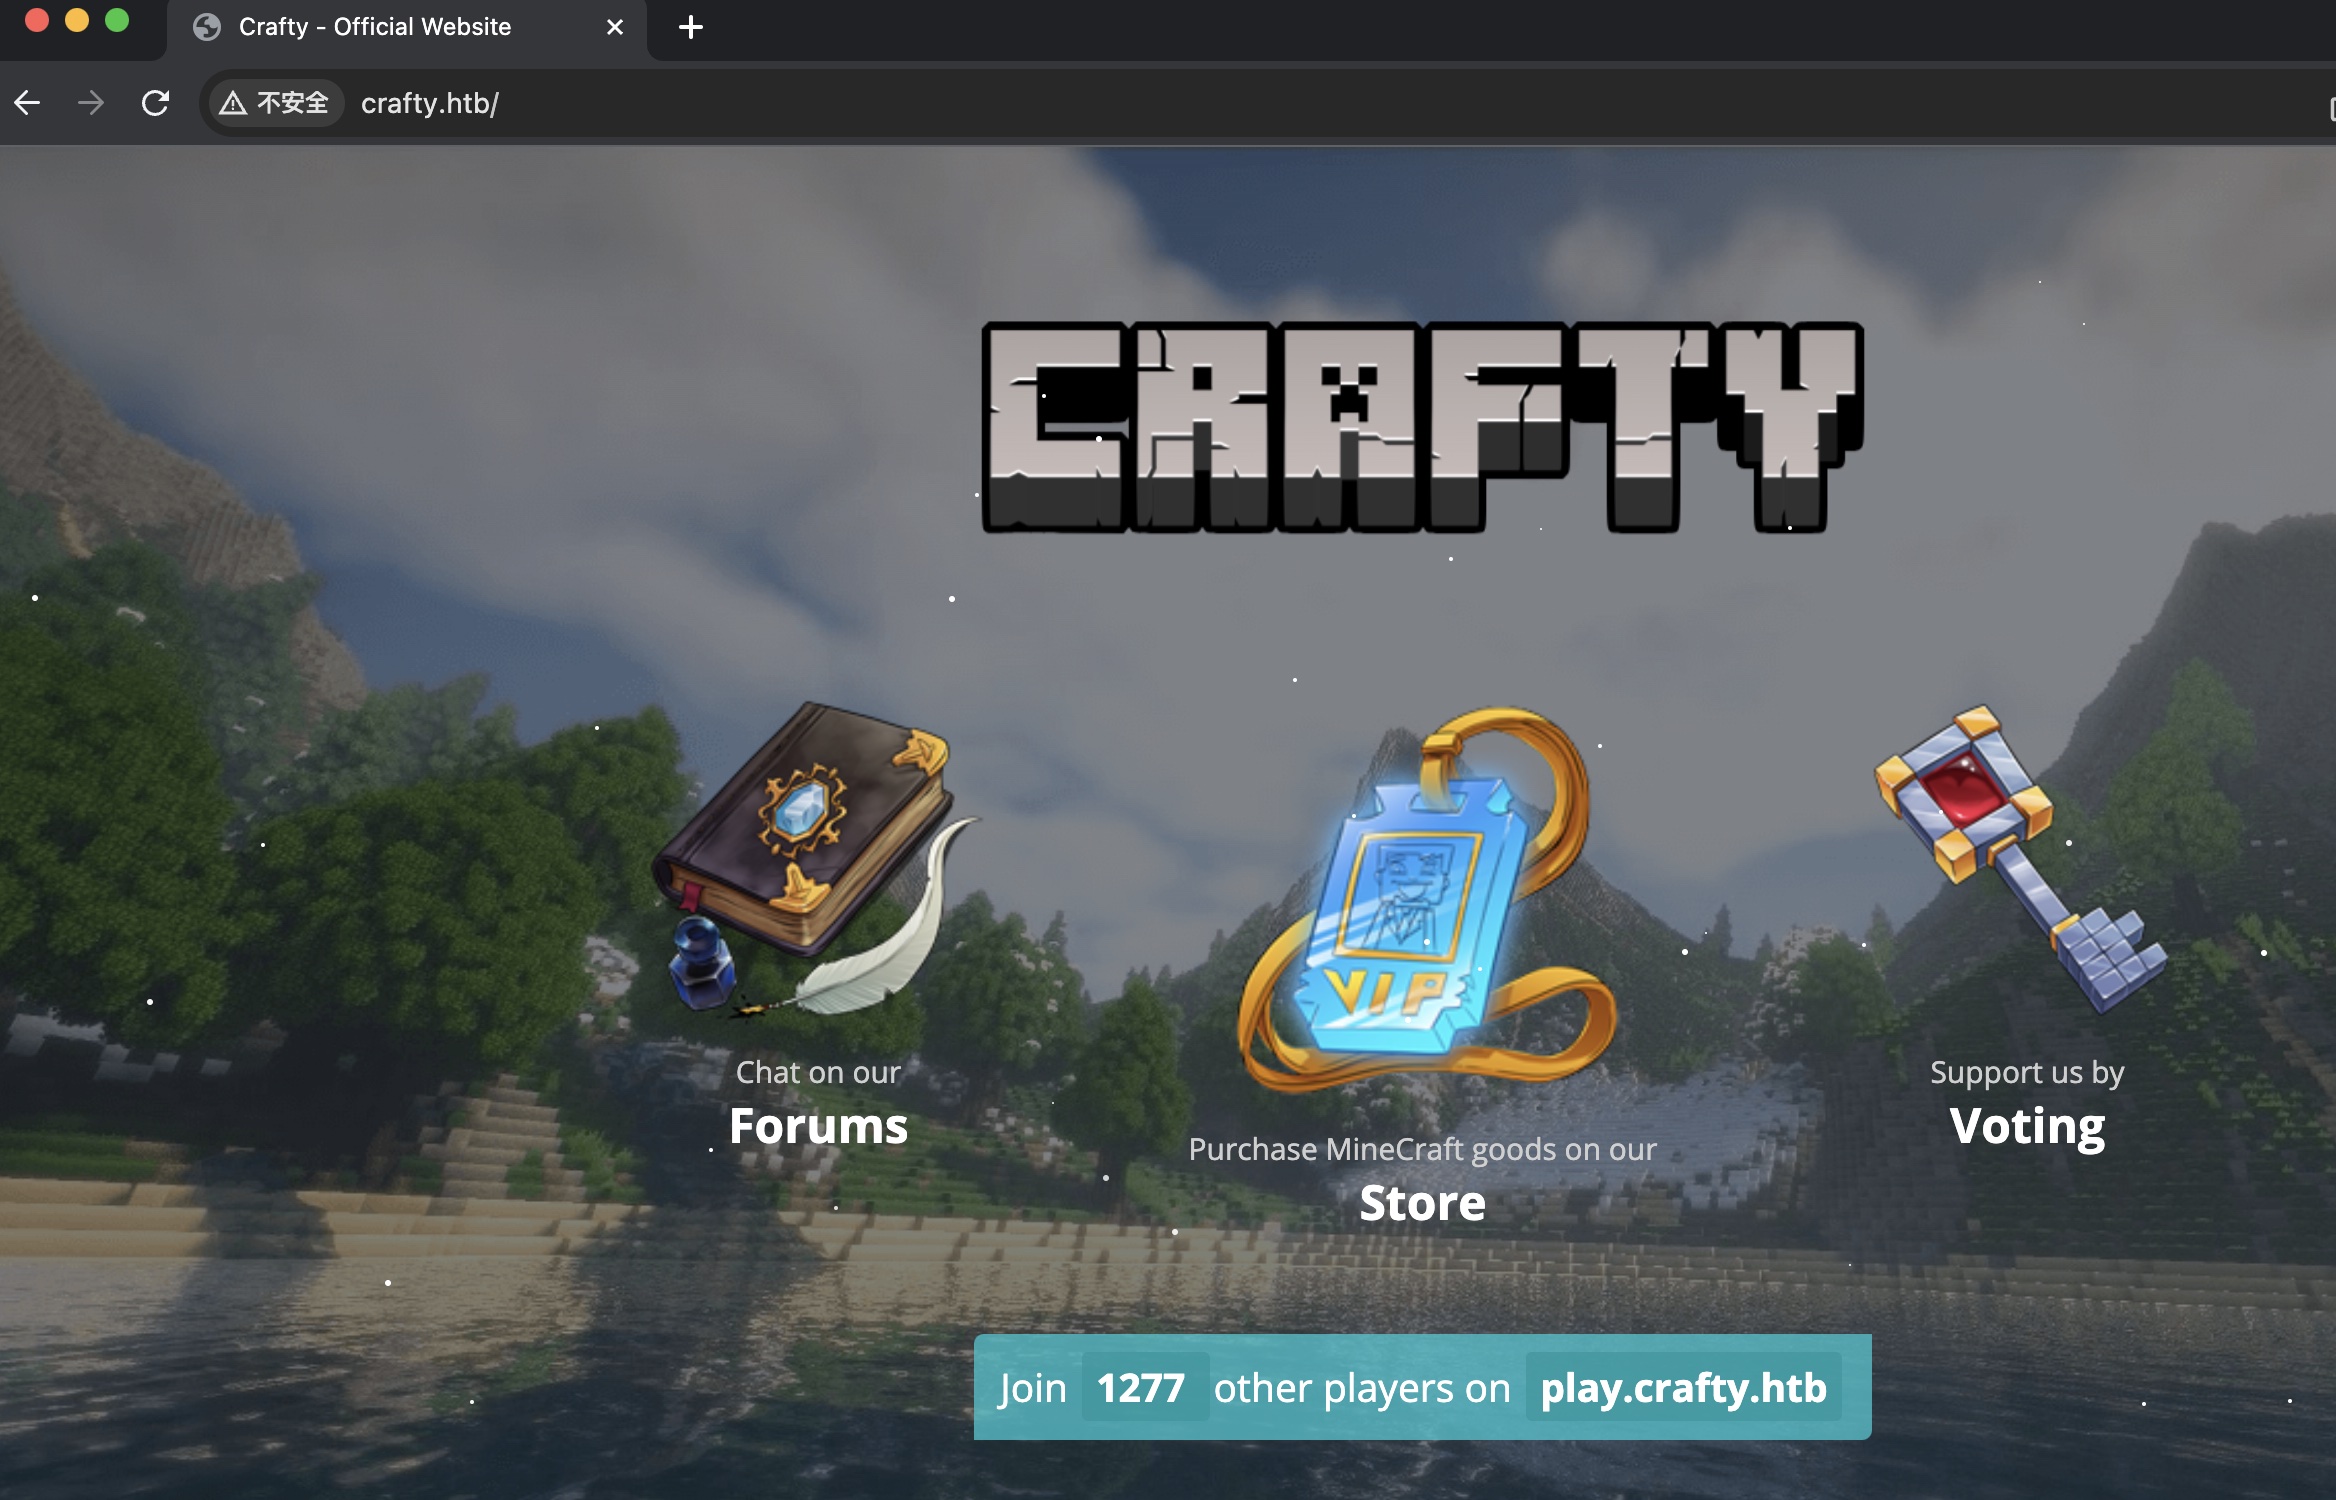 Crafty - Official Website
不安全
crafty.htb/
CRAFTY
VIP
Chat on our
Forums
Purchase MineCraft goods on our
Store
Support us by
Voting
Join 1277 other players on play.crafty.htb